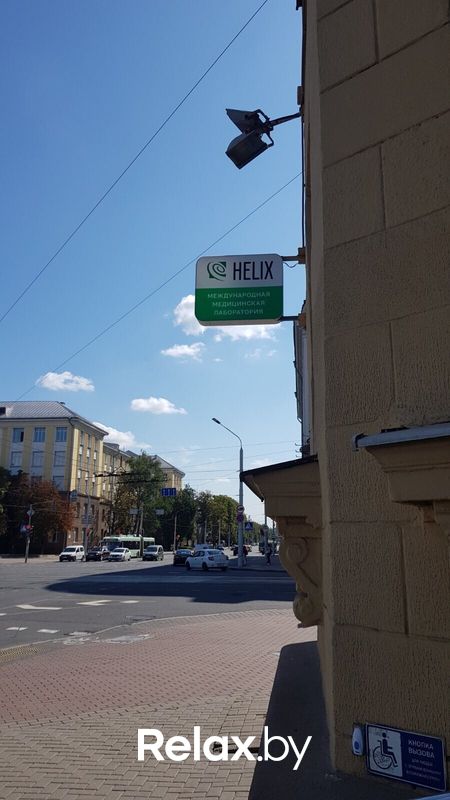 HELIX
МЕЖДУНАРОДНАЯ
МЕДИЦИНСКАЯ
ЛАБОРАТОРИЯ
Relax.by
КНОПКА
ВЫЗОВА